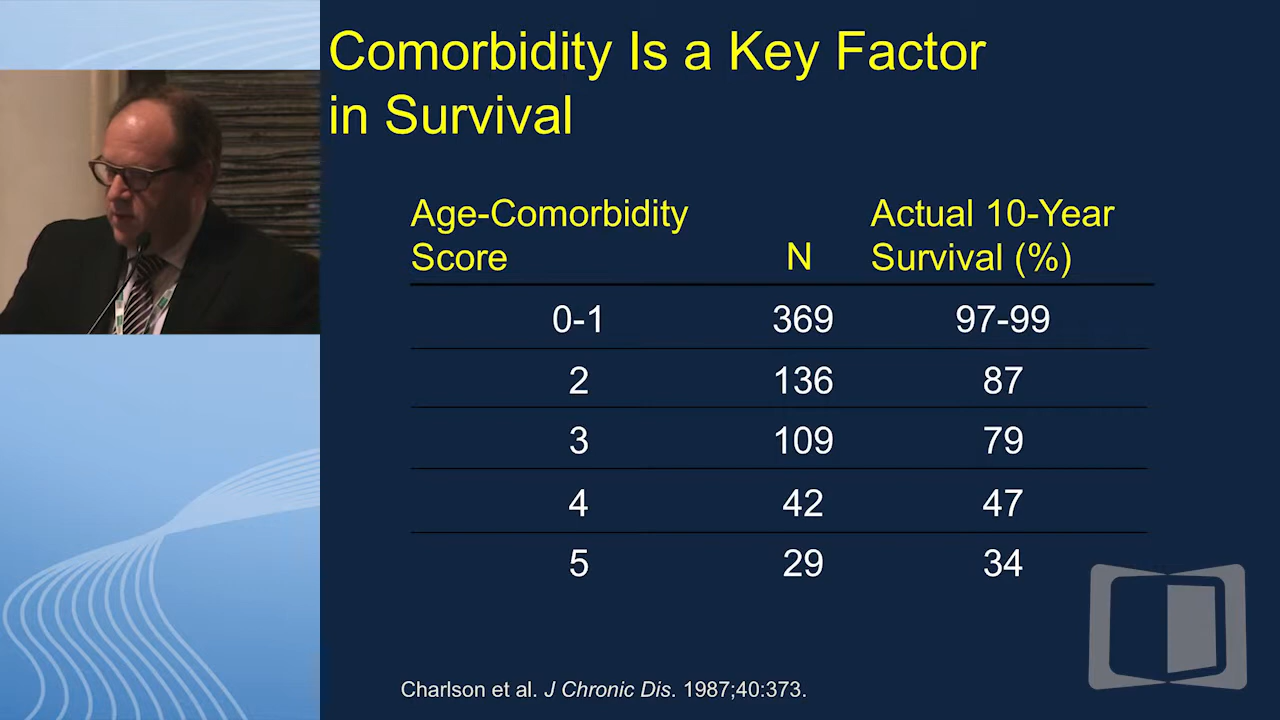 Comorbidity Is a Key Factor
in Survival
Age-Comorbidity
Score
N
Actual 10-Year
Survival (%)
0-1 369 97-99
2 136 87
3 109 79
4 42 47
5 29 34
Charlson et al. J Chronic Dis. 1987;40:373.